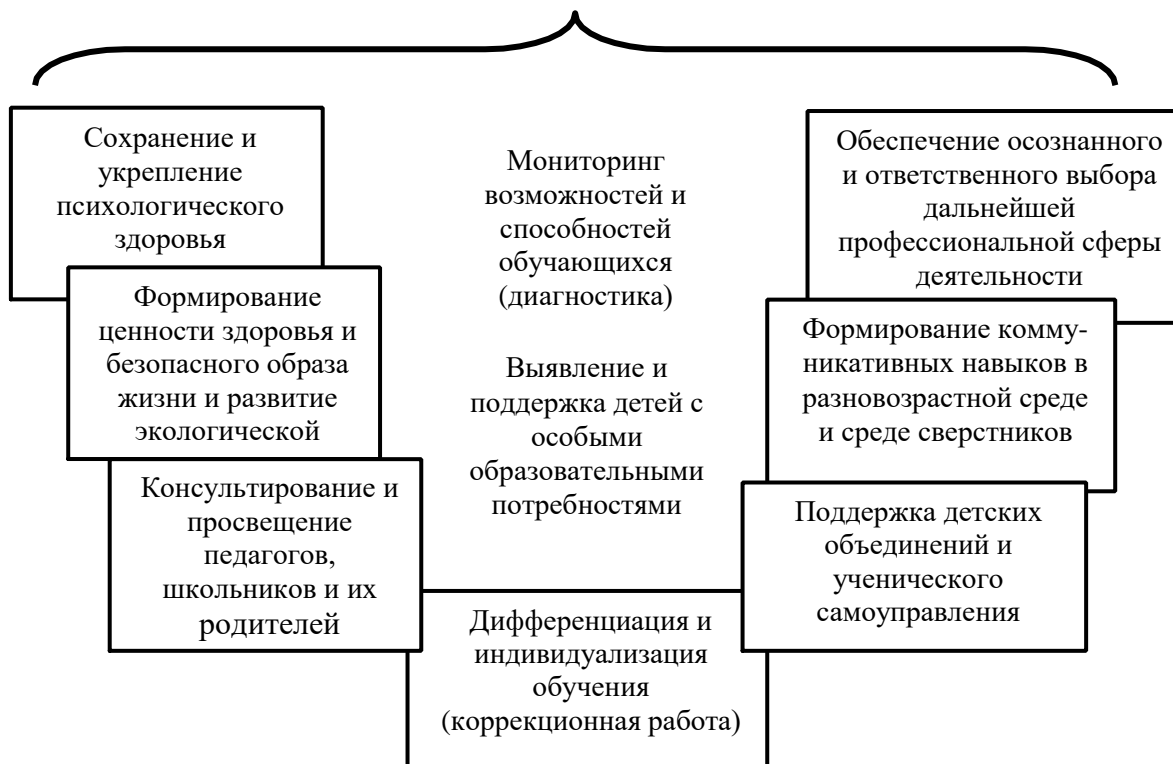 Сохранение и
укрепление
психологического
здоровья
Формирование
ценности здоровья и
безопасного образа
жизни и развитие
экологической
Консультирование и
просвещение
педагогов,
школьников и их
родителей
Мониторинг
возможностей и
способностей
обучающихся
(диагностика)
Выявление и
поддержка детей с
особыми
образовательными
потребностями
Дифференциация и
индивидуализация
обучения
(коррекционная работа)
Обеспечение осознанного
и ответственного выбора
дальнейшей
профессиональной сферы
деятельности
Формирование комму-
никативных навыков в
разновозрастной среде
и среде сверстников
Поддержка детских
объединений и
ученического
самоуправления